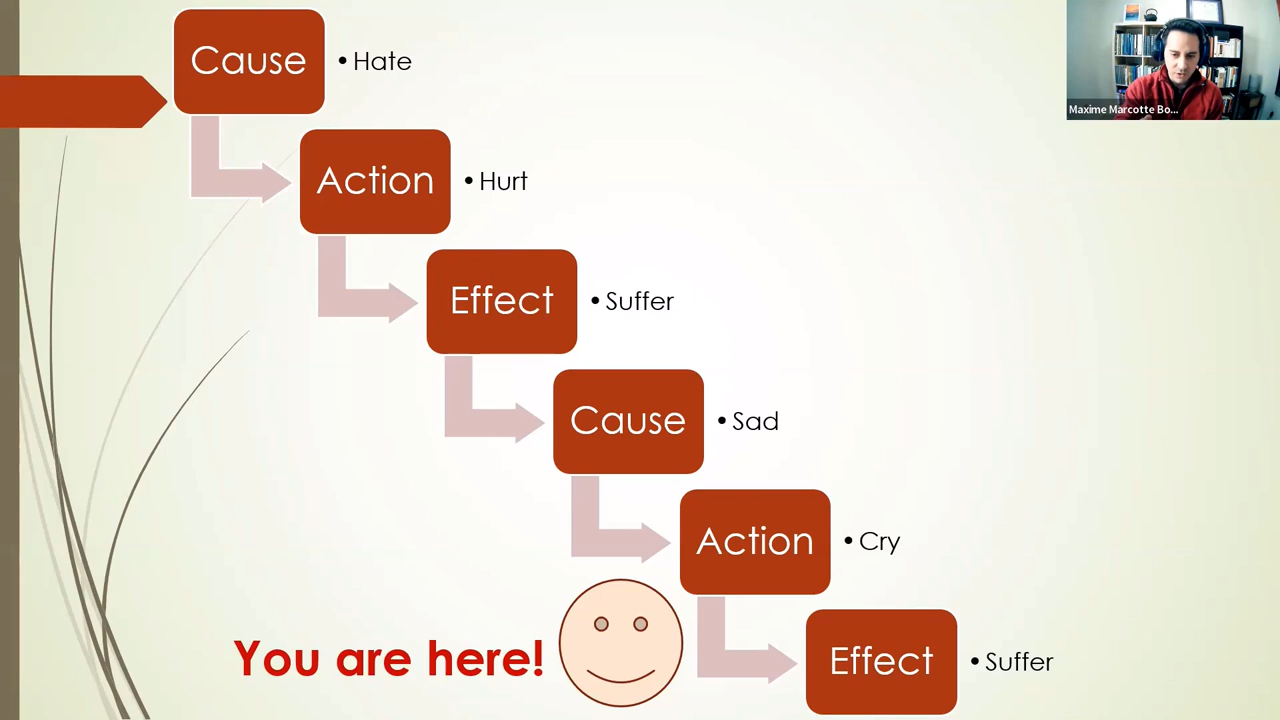 Cause
• Hate
Maxime Marcotte Bo...
Action
• Hurt
Effect
• Suffer
Cause
• Sad
Action
• Cry
You are here!
Effect
• Suffer